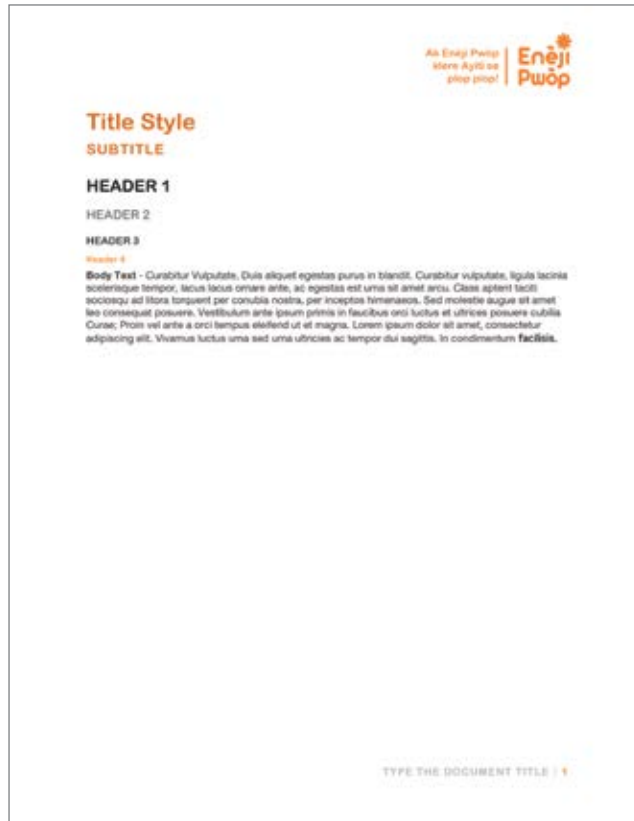 Ak Enèji Pwòp
klere Ayiti se
plop plop!
Enèji
Pwòp
Title Style
SUBTITLE
HEADER 1
HEADER 2
HEADER 3
Header 4
Body Text - Curabitur Vulputate. Duis aliquet egestas purus in blandit. Curabitur vulputate, ligula lacinia
scelerisque tempor, lacus lacus ornare ante, ac egestas est urna sit amet arcu. Class aptent taciti
sociosqu ad litora torquent per conubia nostra, per inceptos himenaeos. Sed molestie augue sit amet
leo consequat posuere. Vestibulum ante ipsum primis in faucibus orci luctus et ultrices posuere cubilia
Curae; Proin vel ante a orci tempus eleifend ut et magna. Lorem ipsum dolor sit amet, consectetur
adipiscing elit. Vivamus luctus urna sed urna ultricies ac tempor dui sagittis. In condimentum facilisis.
TYPE THE DOCUMENT TITLE | 1